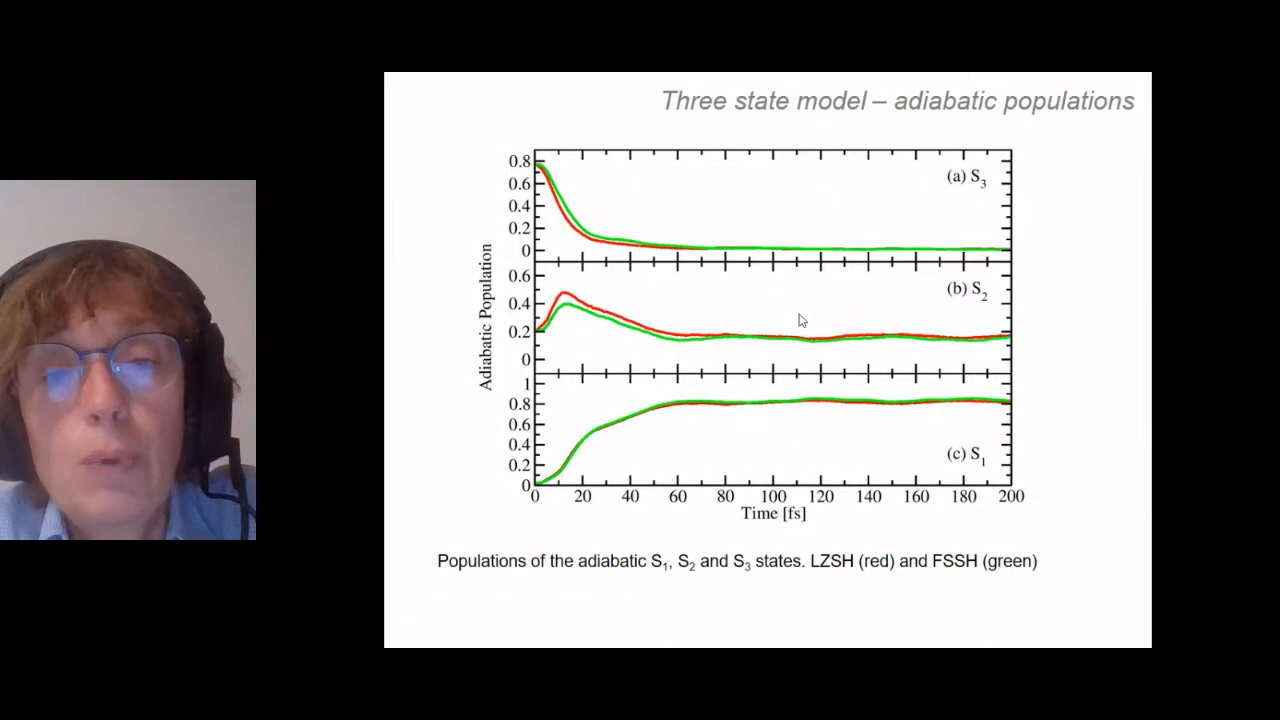 Three state model – adiabatic populations
Adiabatic Population
0.8
0.6
0.4
0.2
0
(a) S3
0.6
0.4
0.2
0
(b) S2
1
0.8
0.6
0.4
0.2
0
(c) S1
0 20 40 60 80 100 120 140 160 180 200
Time [fs]
Populations of the adiabatic S1, S2 and S3 states. LZSH (red) and FSSH (green)